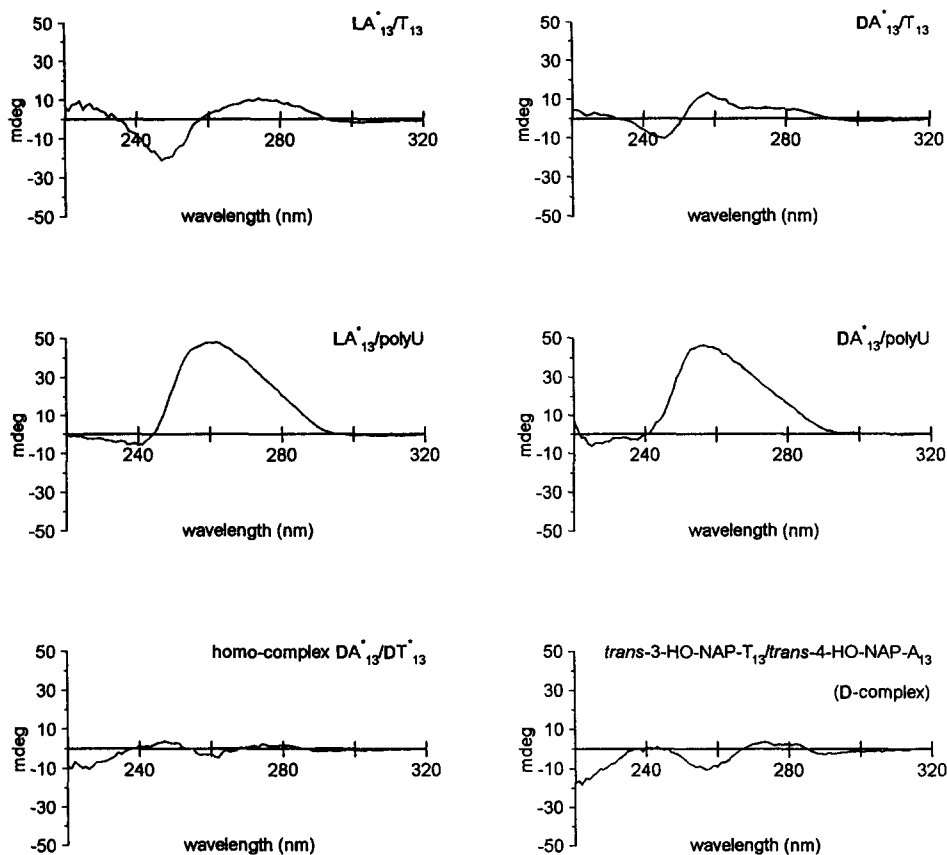 LA*13/T13
50
30
10
-10
-30
-50
mdeg
240
280
320
wavelength (nm)
DA*13/T13
50
30
10
-10
-30
-50
mdeg
240
280
320
wavelength (nm)
LA*13/polyU
50
30
10
-10
-30
-50
mdeg
240
280
320
wavelength (nm)
DA*13/polyU
50
30
10
-10
-30
-50
mdeg
240
280
320
wavelength (nm)
homo-complex DA*13/DT*13
50
30
10
-10
-30
-50
mdeg
240
280
320
wavelength (nm)
trans-3-HO-NAP-T13/trans-4-HO-NAP-A13
(D-complex)
50
30
10
-10
-30
-50
mdeg
240
280
320
wavelength (nm)